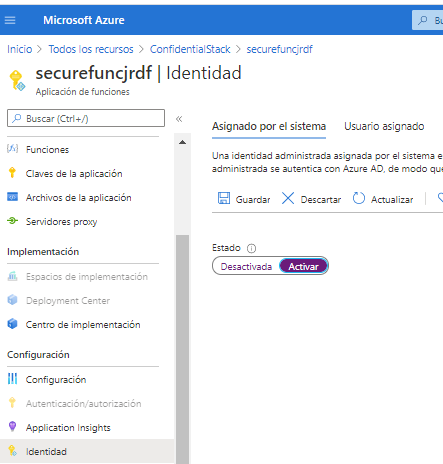 Microsoft Azure
Bu
Inicio > Todos los recursos > ConfidentialStack > securefuncjrdf
securefuncjrdf | Identidad
Aplicación de funciones
Buscar (Ctrl+/)
«
Funciones
Claves de la aplicación
Archivos de la aplicación
Servidores proxy
Implementación
Espacios de implementación
Deployment Center
Centro de implementación
Configuración
Configuración
Autenticación/autorización
Application Insights
Identidad
Asignado por el sistema Usuario asignado
Una identidad administrada asignada por el sistema e
administrada se autentica con Azure AD, de modo que
Guardar Descartar Actualizar
Estado
Desactivada Activar